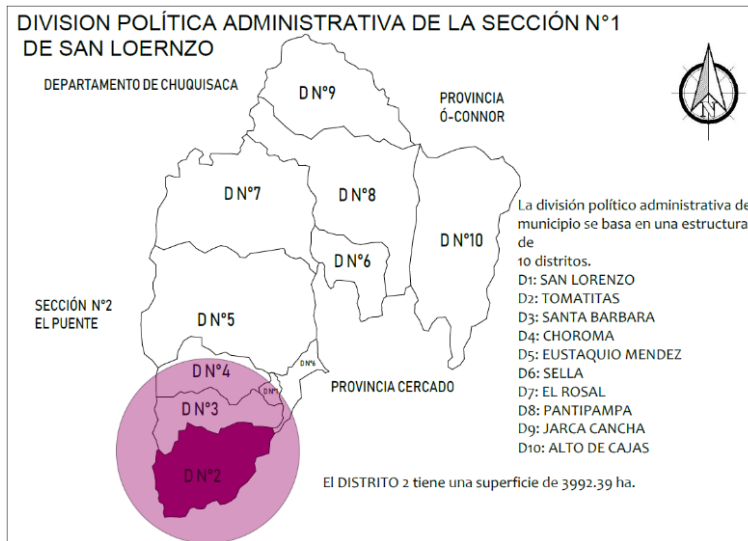 DIVISION POLÍTICA ADMINISTRATIVA DE LA SECCIÓN N°1
DE SAN LOERNZO
DEPARTAMENTO DE CHUQUISACA
D N°9
PROVINCIA
Ó-CONNOR
N
D N°7
D N°8
D N°10
D N°6
La división político administrativa de
municipio se basa en una estructura
de
10 distritos.
D1: SAN LORENZO
D2: TOMATITAS
D3: SANTA BARBARA
D4: CHOROMA
D5: EUSTAQUIO MENDEZ
D6: SELLA
D7: EL ROSAL
D8: PANTIPAMPA
D9: JARCA CANCHA
D10: ALTO DE CAJAS
SECCIÓN N°2
EL PUENTE
D N°5
D N°6
D N°4
D N°1
PROVINCIA CERCADO
D N°3
D N°2
El DISTRITO 2 tiene una superficie de 3992.39 ha.